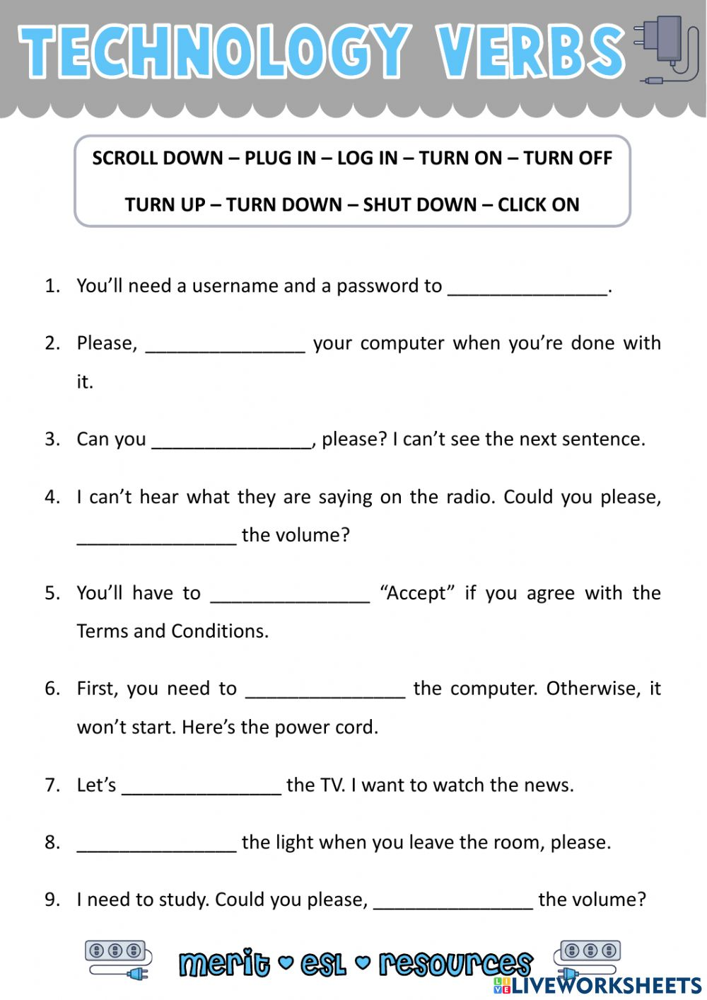 TECHNOLOGY VERBS
SCROLL DOWN – PLUG IN – LOG IN – TURN ON – TURN OFF
TURN UP – TURN DOWN – SHUT DOWN – CLICK ON
1. You’ll need a username and a password to _______________.
2. Please, _______________ your computer when you’re done with
it.
3. Can you _______________, please? I can’t see the next sentence.
4. I can’t hear what they are saying on the radio. Could you please,
_______________ the volume?
5. You’ll have to _______________ “Accept” if you agree with the
Terms and Conditions.
6. First, you need to _______________ the computer. Otherwise, it
won’t start. Here’s the power cord.
7. Let’s _______________ the TV. I want to watch the news.
8. _______________ the light when you leave the room, please.
9. I need to study. Could you please, _______________ the volume?
merit ♥ esl ♥ resources
LIVE LIVEWORKSHEETS